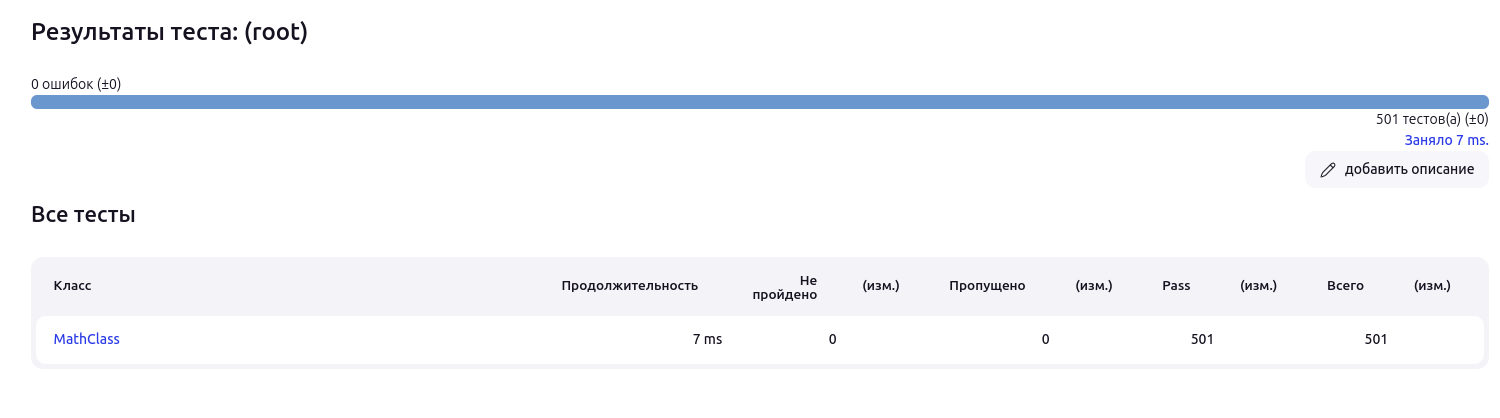 Результаты теста: (root)
0 ошибок (±0)
501 тестов(а) (±0)
Заняло 7 ms.
добавить описание
Все тесты
Класс Продолжительность Не пройдено (изм.) Пропущено (изм.) Pass (изм.) Всего (изм.)
MathClass 7 ms 0 0 501 501